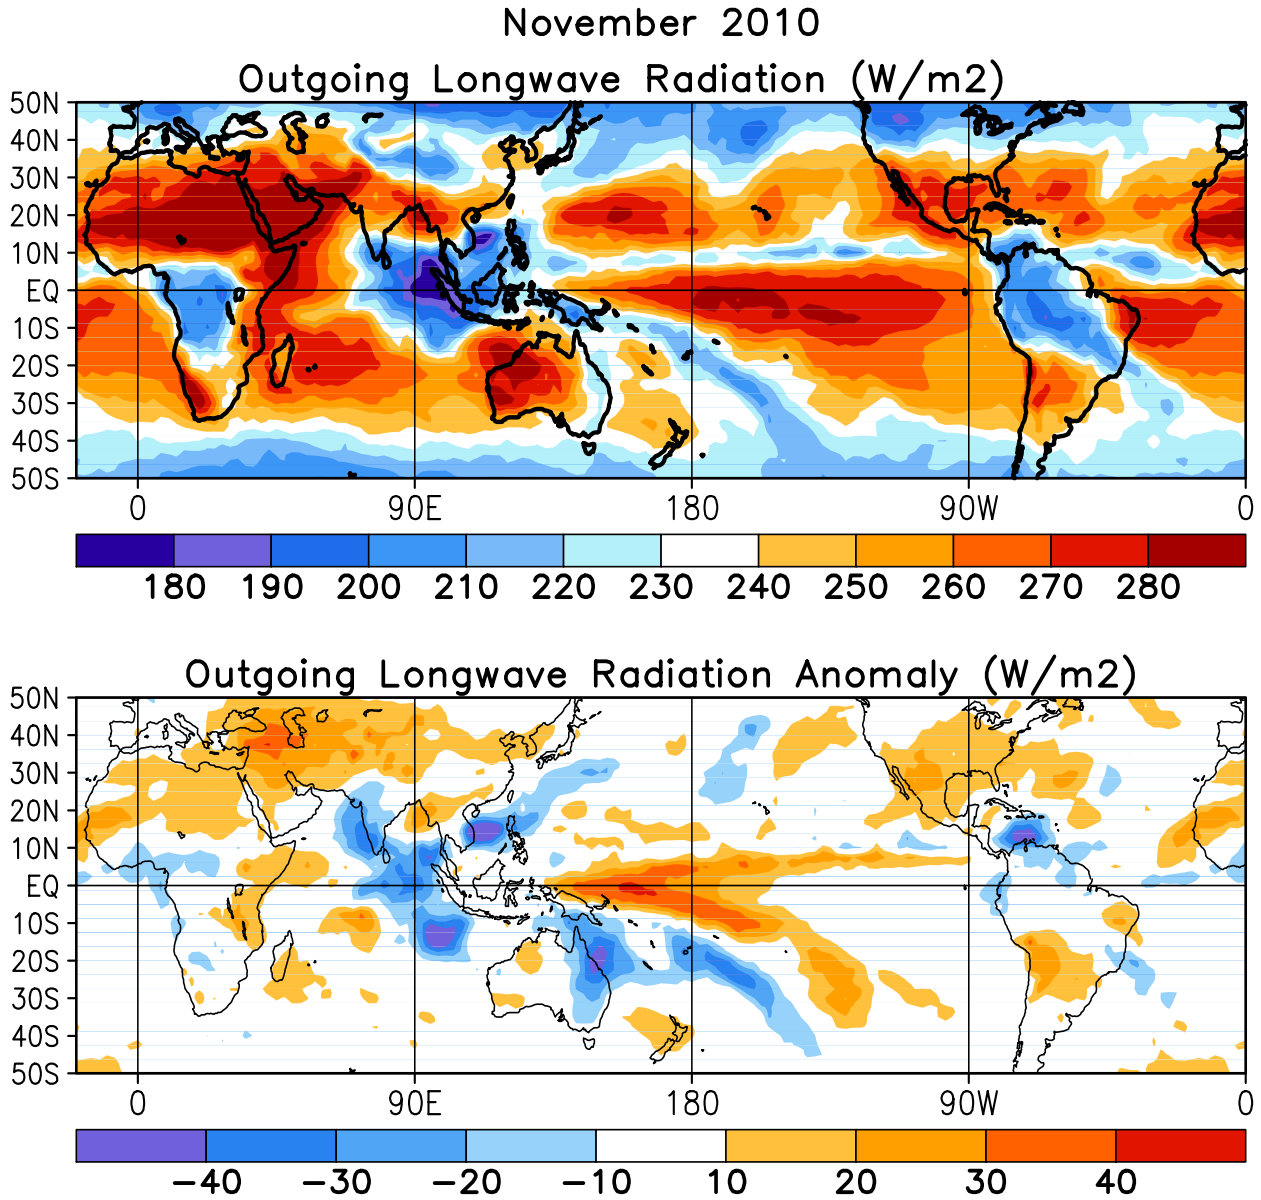 November 2010
Outgoing Longwave Radiation (W/m2)
50N
40N
30N
20N
10N
EQ
10S
20S
30S
40S
50S
0 90E 180 90W 0
180 190 200 210 220 230 240 250 260 270 280
Outgoing Longwave Radiation Anomaly (W/m2)
50N
40N
30N
20N
10N
EQ
10S
20S
30S
40S
50S
0 90E 180 90W 0
−40 −30 −20 −10 10 20 30 40